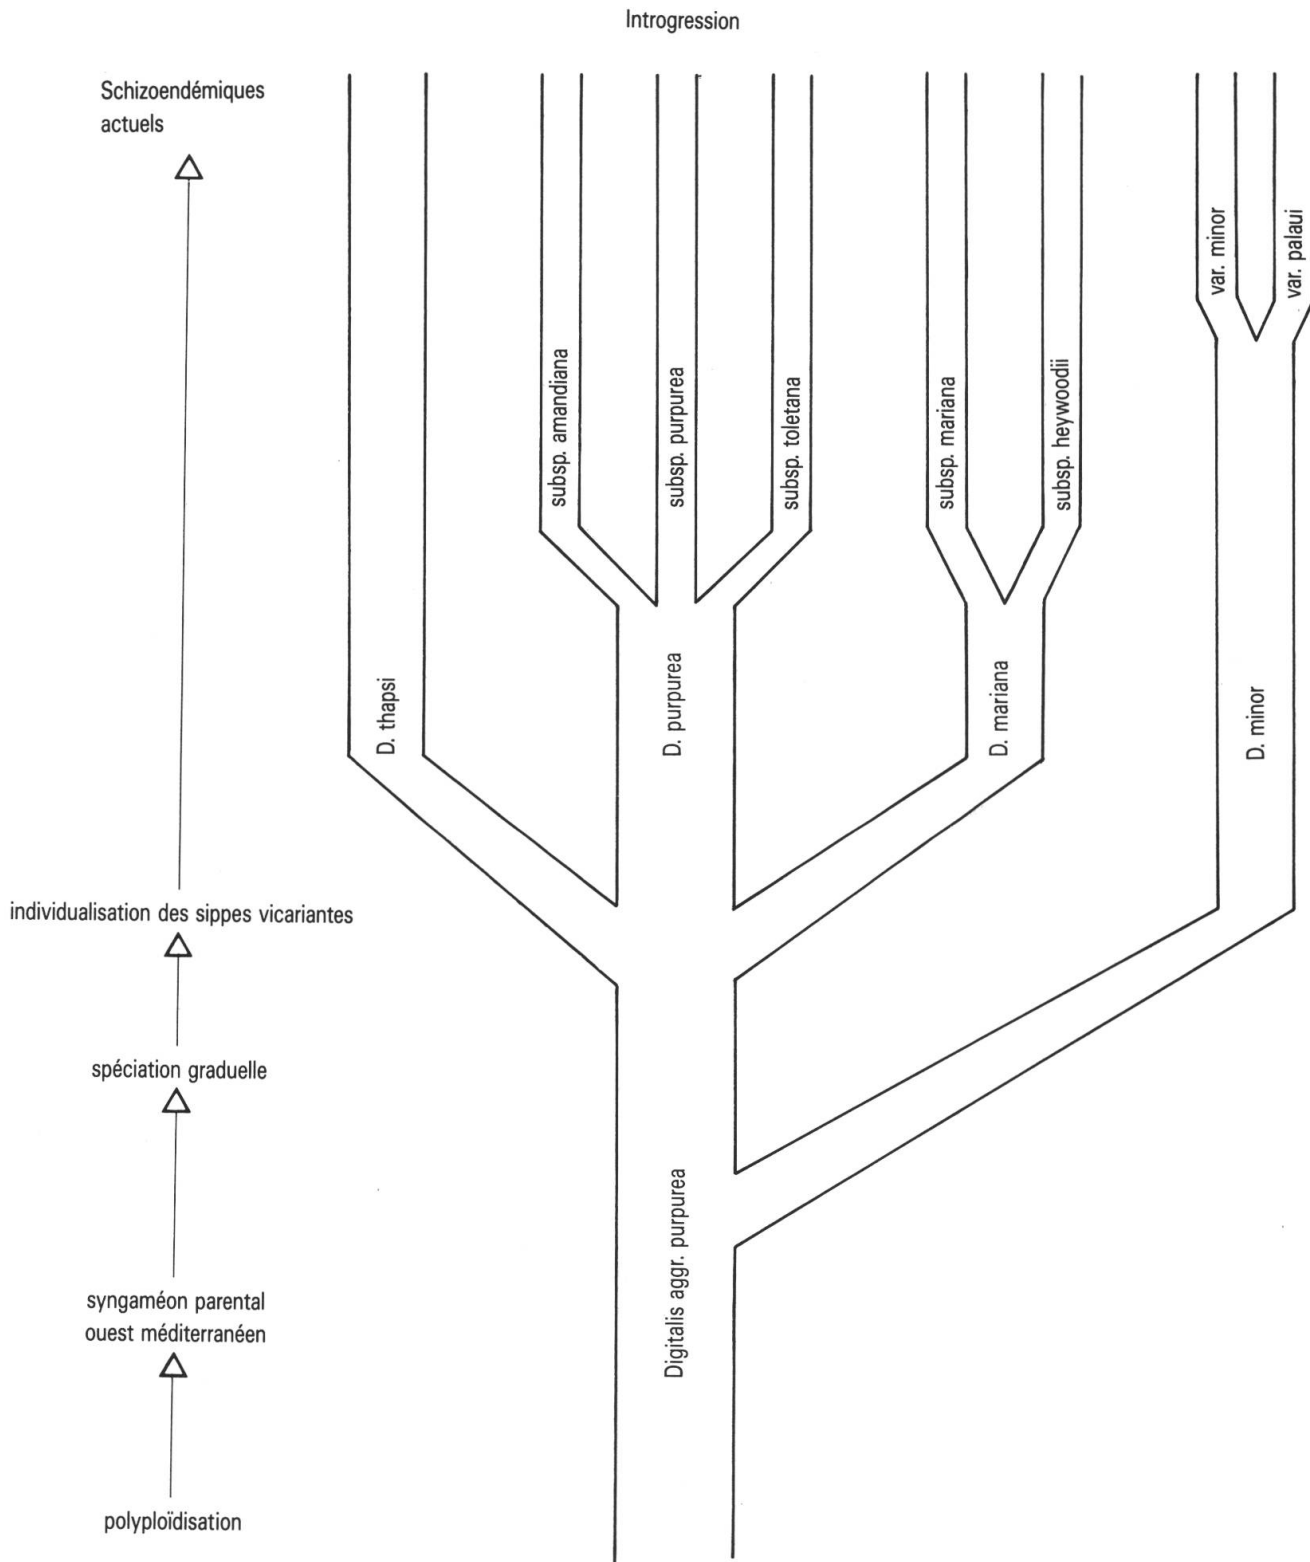 Introgression
Schizoendémiques
actuels
var. minor
var. palaui
subsp. amandiana
subsp. purpurea
subsp. toletana
subsp. mariana
subsp. heywoodii
D. thapsi
D. purpurea
D. mariana
D. minor
individualisation des sippes vicariantes
spéciation graduelle
Digitalis aggr. purpurea
syngaméon parental
ouest méditerranéen
polyploïdisation